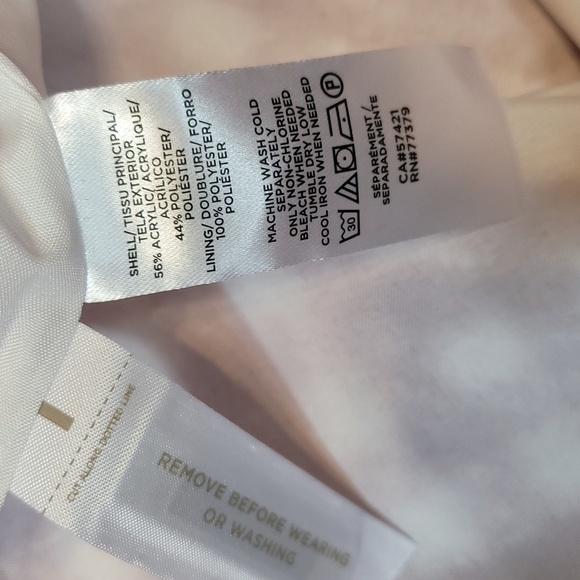 SHELL/ TISSU PRINCIPAL/
TELA EXTERIOR
56% ACRYLIC/ ACRYLIQUE/
ACRÍLICO
44% POLYESTER/
POLIÉSTER
LINING/ DOUBLURE/ FORRO
100% POLYESTER/
POLIÉSTER
MACHINE WASH COLD
SEPARATELY
ONLY NON-CHLORINE
BLEACH WHEN NEEDED
TUMBLE DRY LOW
COOL IRON WHEN NEEDED
30 P
SÉPARÉMENT/
SEPARADAMENTE
CA#57421
RN#77379
CUT ALONG DOTTED LINE
REMOVE BEFORE WEARING
OR WASHING